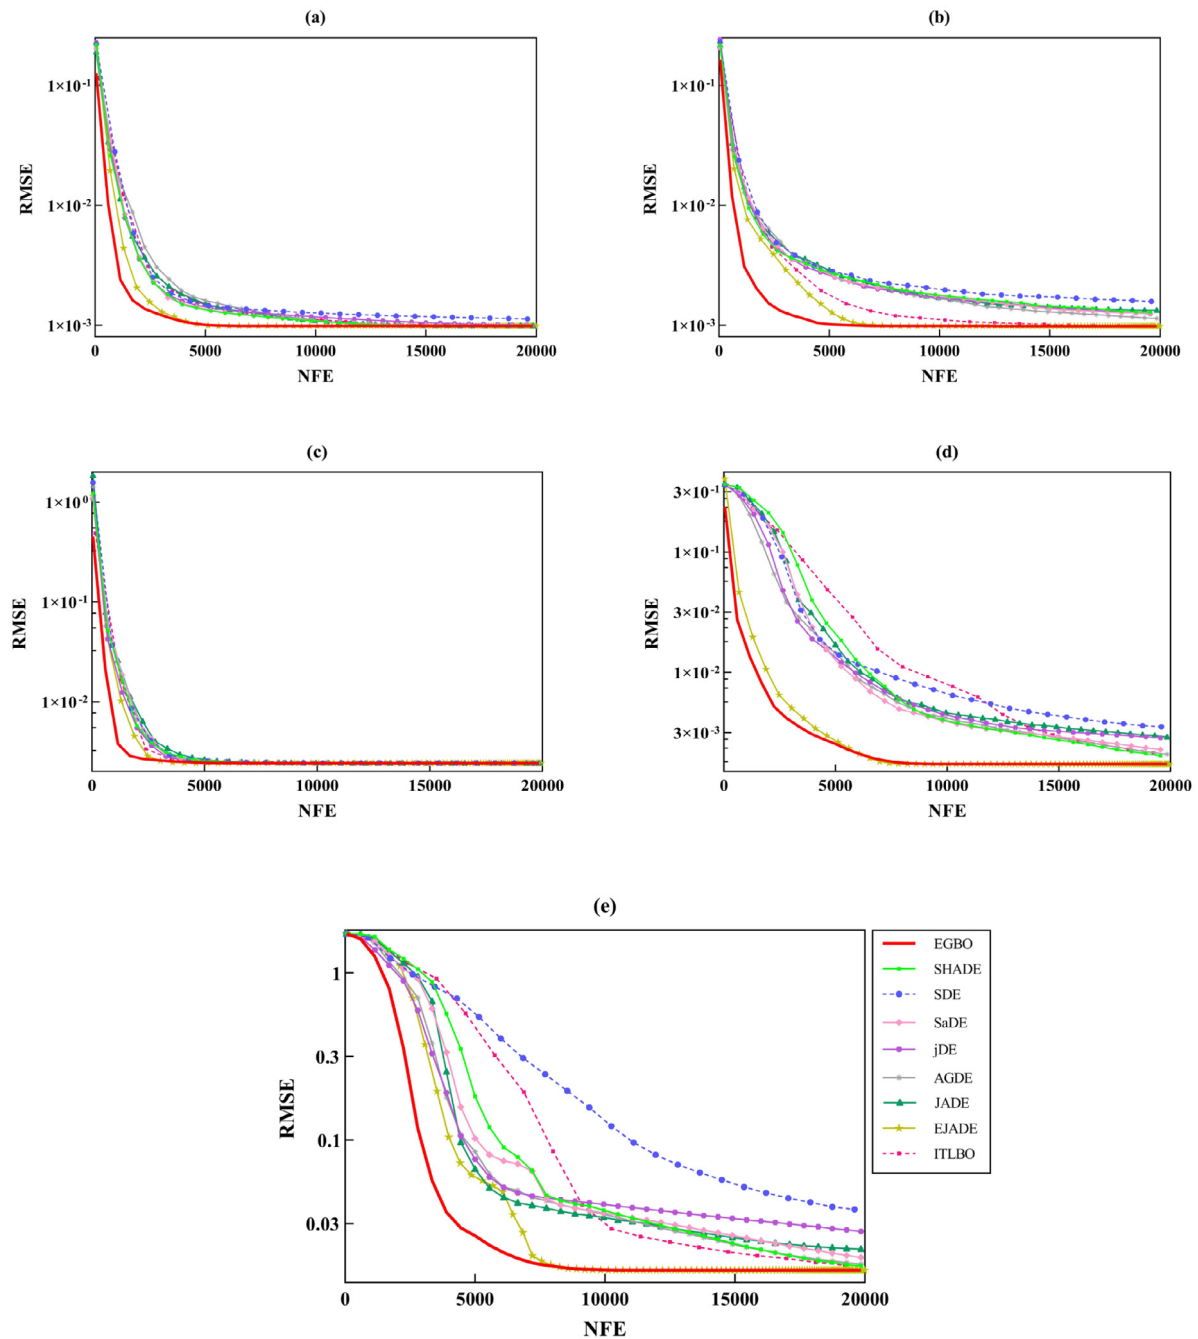 (a)
RMSE
1×10⁻¹
1×10⁻²
1×10⁻³
0 5000 10000 15000 20000
NFE
(b)
RMSE
1×10⁻¹
1×10⁻²
1×10⁻³
0 5000 10000 15000 20000
NFE
(c)
RMSE
1×10⁰
1×10⁻¹
1×10⁻²
0 5000 10000 15000 20000
NFE
(d)
RMSE
3×10⁻¹
1×10⁻¹
3×10⁻²
1×10⁻²
3×10⁻³
0 5000 10000 15000 20000
NFE
(e)
RMSE
1
0.3
0.1
0.03
0 5000 10000 15000 20000
NFE
EGBO
SHADE
SDE
SaDE
jDE
AGDE
JADE
EJADE
ITLBO